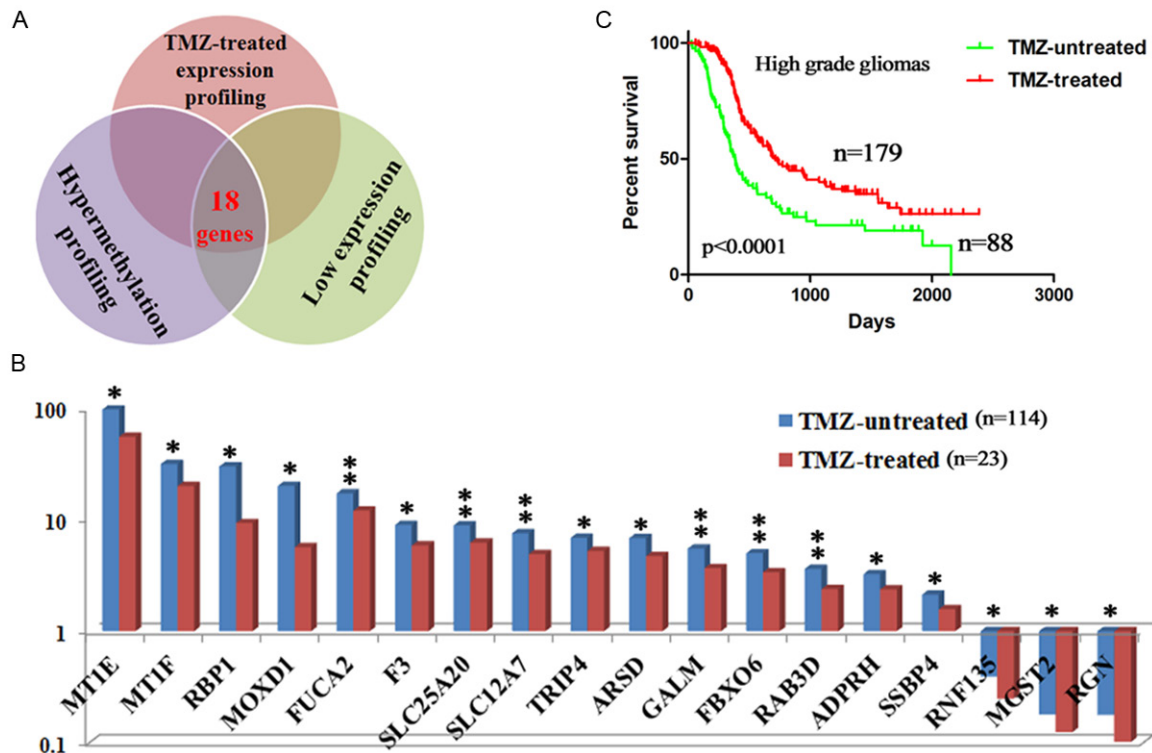 A
TMZ-treated
expression
profiling
Hypermethylation
profiling
18
genes
Low expression
profiling
C
Percent survival
100
50
0
High grade gliomas
TMZ-untreated
TMZ-treated
n=179
n=88
p<0.0001
0 1000 2000 3000
Days
B
100
10
1
0.1
TMZ-untreated (n=114)
TMZ-treated (n=23)
* * * * ** * ** ** * * ** ** ** * * * * *
MT1E MT1F RBP1 MOXD1 FUCA2 F3 SLC25A20 SLC12A7 TRIP4 ARSD GALM FBXO6 RAB3D ADPRH SSBP4 RNF135 MGST2 RGN